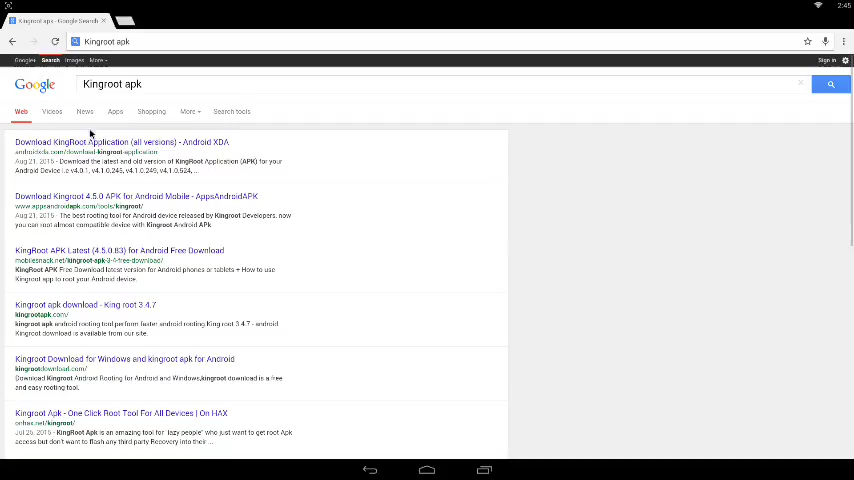 2:45
Kingroot apk - Google Search
Kingroot apk
Google+ Search Images More
Sign in
Google Kingroot apk
Web Videos News Apps Shopping More Search tools
Download KingRoot Application (all versions) - Android XDA
androidxda.com/download-kingroot-application
Aug 21, 2015 - Download the latest and old version of KingRoot Application (APK) for your
Android Device i.e v4.0.1, v4.1.0.245, v4.1.0.249, v4.1.0.524, ...
Download Kingroot 4.5.0 APK for Android Mobile - AppsAndroidAPK
www.appsandroidapk.com/tools/kingroot/
Aug 21, 2015 - The best rooting tool for Android device released by Kingroot Developers, now
you can root almost compatible device with Kingroot Android APk
KingRoot APK Latest (4.5.0.83) for Android Free Download
mobilesnack.net/kingroot-apk-3-4-free-download/
KingRoot APK Free Download latest version for Android phones or tablets + How to use
Kingroot app to root your Android device.
Kingroot apk download - King root 3.4.7
kingrootapk.com/
kingroot apk android rooting tool perform faster android rooting King root 3.4.7 - android
Kingroot download is available from our site.
Kingroot Download for Windows and kingroot apk for Android
kingrootdownload.com/
Download Kingroot Android Rooting for Android and Windows,kingroot download is a free
and easy rooting tool.
Kingroot Apk - One Click Root Tool For All Devices | On HAX
onhax.net/kingroot/
Jul 25, 2015 - KingRoot Apk is an amazing tool for "lazy people" who just want to get root Apk
access but don't want to flash any third party Recovery into their ...